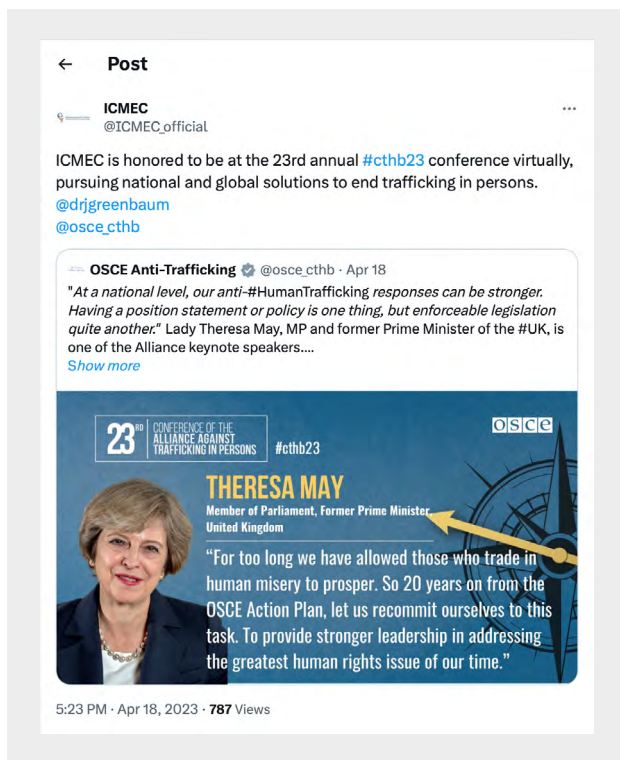 Post
ICMEC
@ICMEC_official
ICMEC is honored to be at the 23rd annual #cthb23 conference virtually,
pursuing national and global solutions to end trafficking in persons.
@drjgreenbaum
@osce_cthb
OSCE Anti-Trafficking @osce_cthb · Apr 18
"At a national level, our anti-#HumanTrafficking responses can be stronger.
Having a position statement or policy is one thing, but enforceable legislation
quite another." Lady Theresa May, MP and former Prime Minister of the #UK, is
one of the Alliance keynote speakers....
Show more
23RD
CONFERENCE OF THE
ALLIANCE AGAINST
TRAFFICKING IN PERSONS
#cthb23
osce
THERESA MAY
Member of Parliament, Former Prime Minister,
United Kingdom
“For too long we have allowed those who trade in
human misery to prosper. So 20 years on from the
OSCE Action Plan, let us recommit ourselves to this
task. To provide stronger leadership in addressing
the greatest human rights issue of our time.”
5:23 PM · Apr 18, 2023 · 787 Views